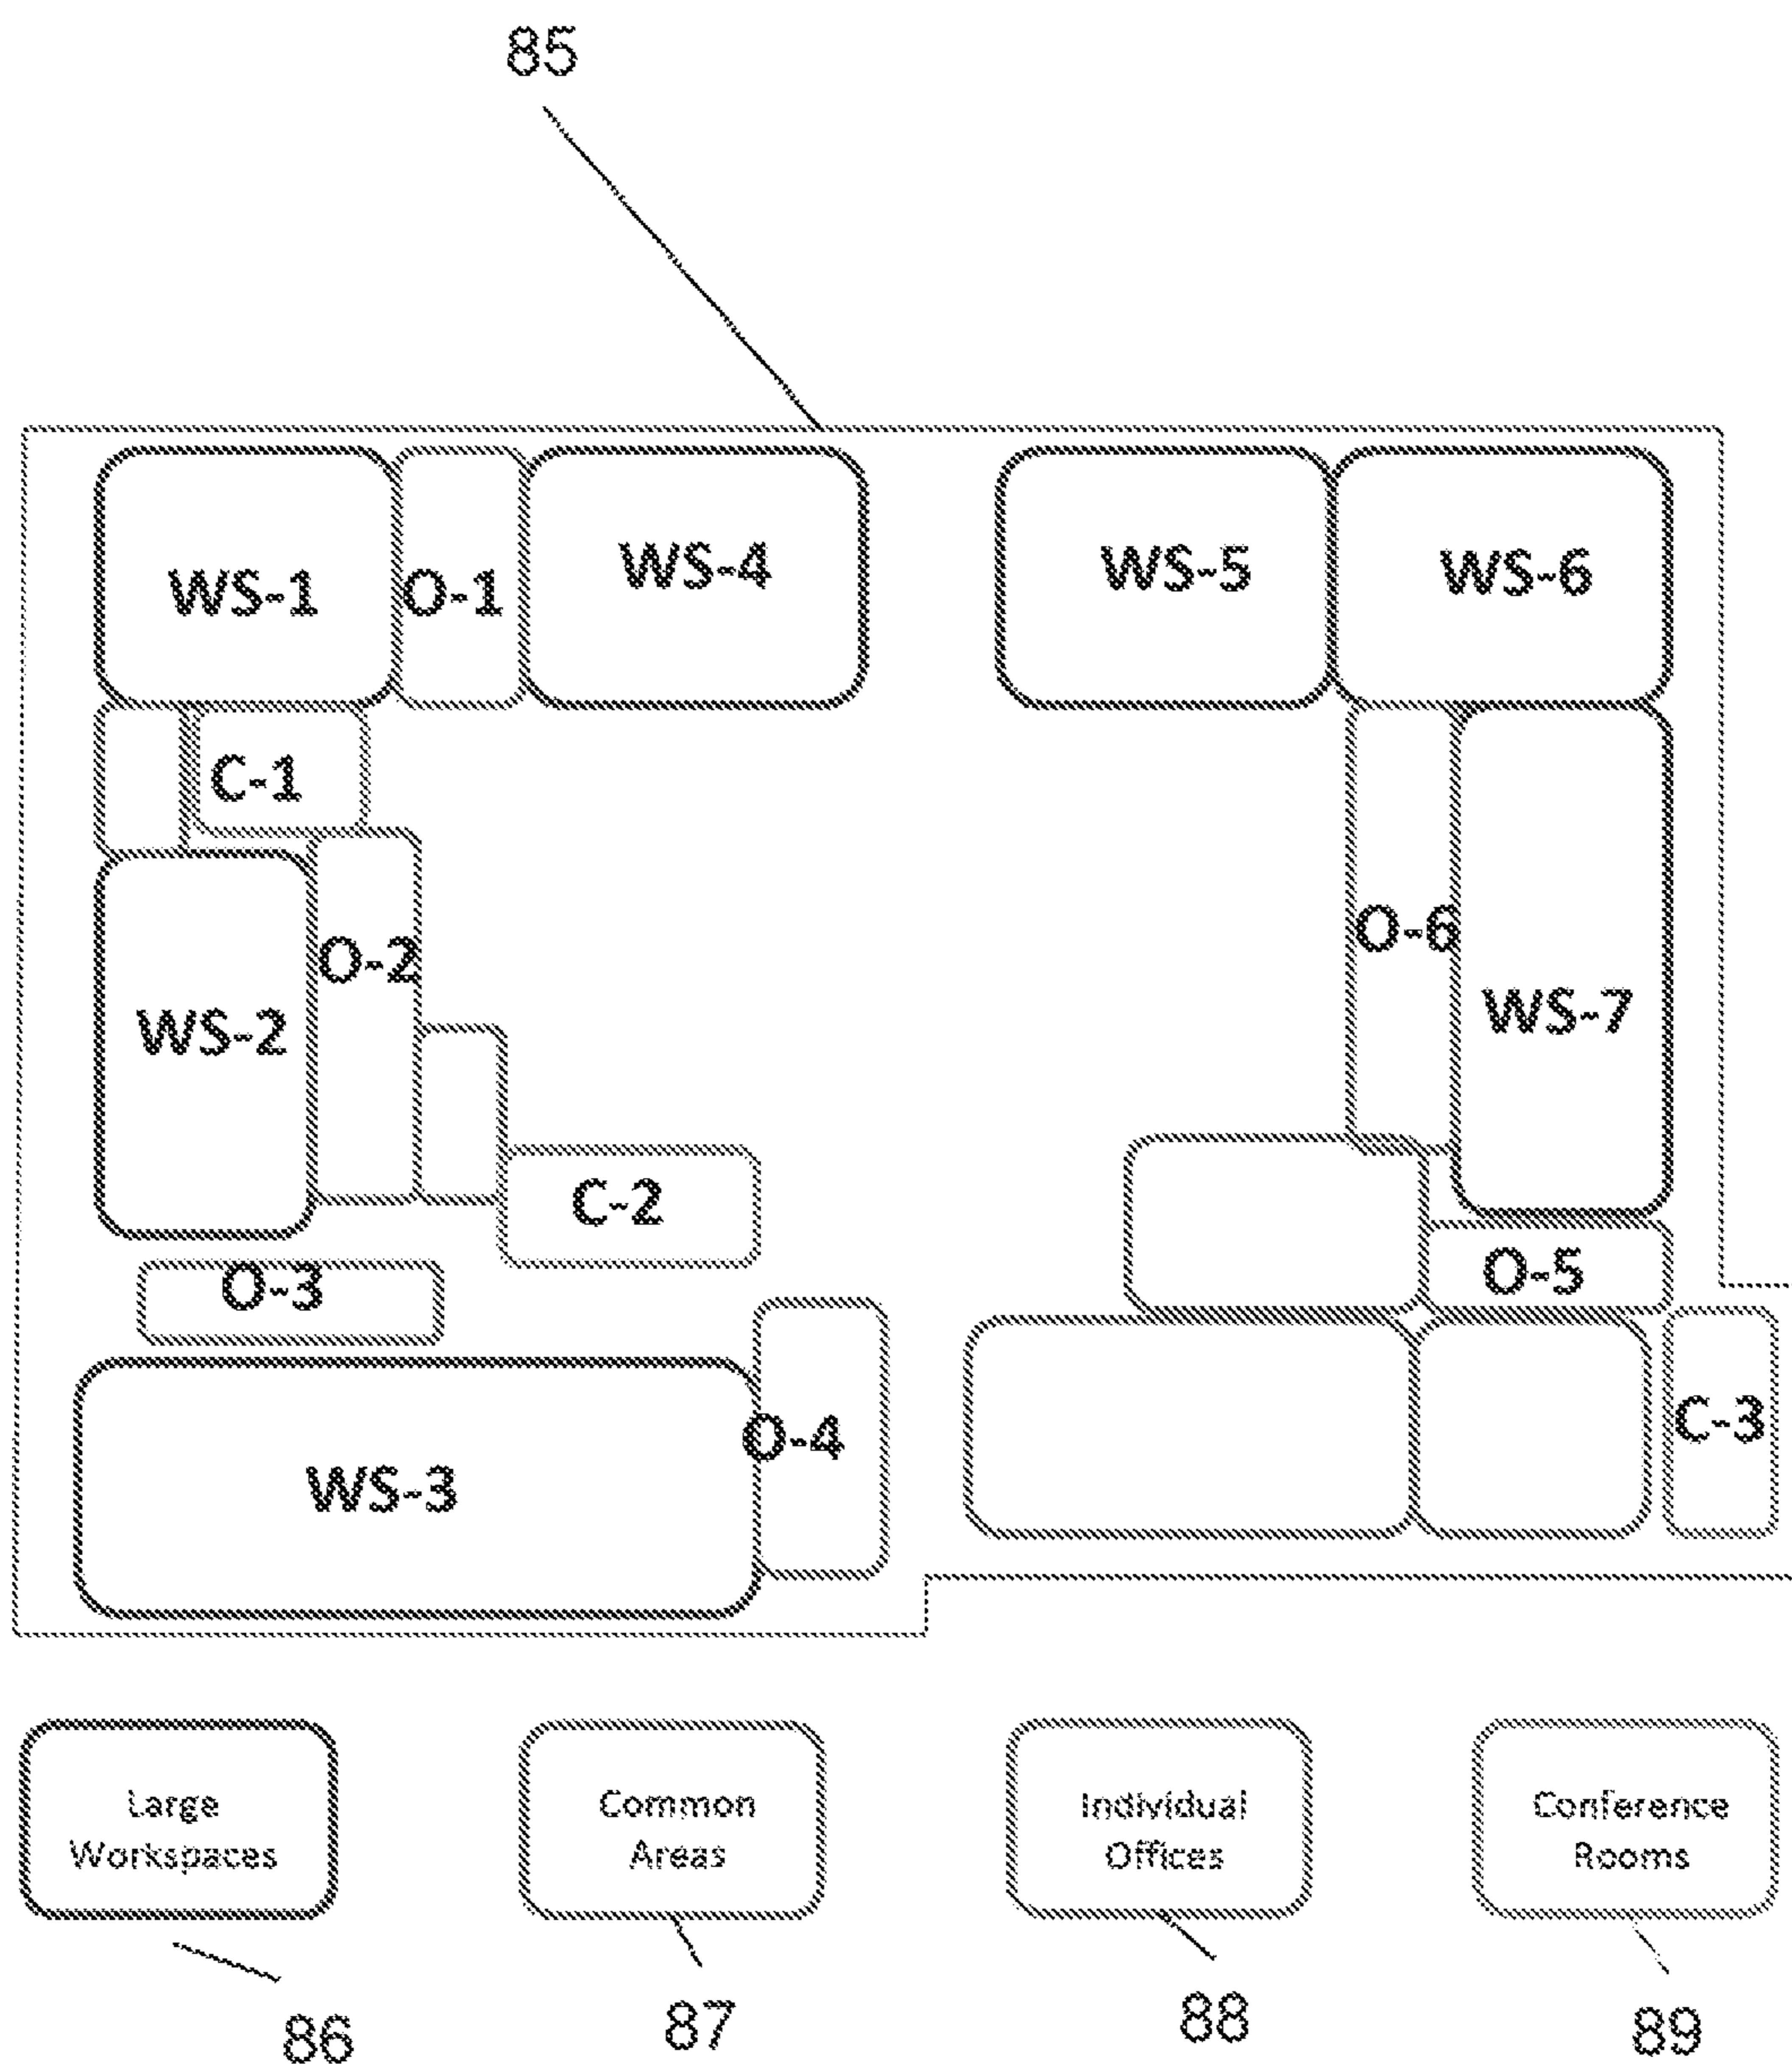 85
WS-1
O-1
WS-4
WS-5
WS-6
C-1
O-2
O-6
WS-2
WS-7
C-2
O-3
O-5
O-4
C-3
WS-3
Large
Workspaces
Common
Areas
Individual
Offices
Conference
Rooms
86
87
88
89